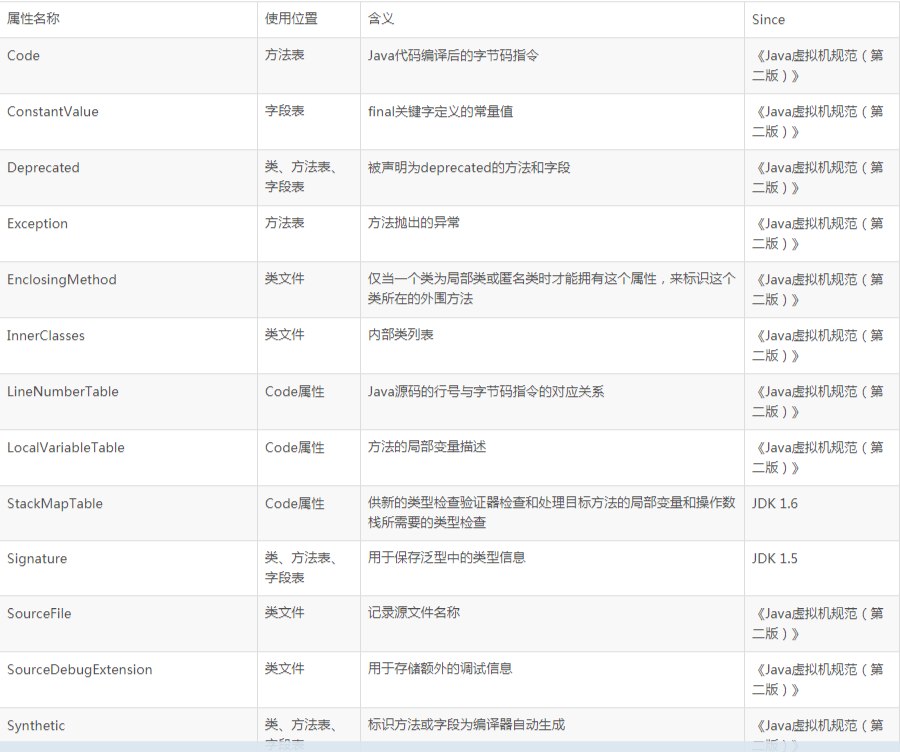 属性名称 使用位置 含义 Since
Code 方法表 Java代码编译后的字节码指令 《Java虚拟机规范（第
二版）》
ConstantValue 字段表 final关键字定义的常量值 《Java虚拟机规范（第
二版）》
Deprecated 类、方法表、 被声明为deprecated的方法和字段 《Java虚拟机规范（第
字段表 二版）》
Exception 方法表 方法抛出的异常 《Java虚拟机规范（第
二版）》
EnclosingMethod 类文件 仅当一个类为局部类或匿名类时才能拥有这个属性，来标识这个 《Java虚拟机规范（第
类所在的外围方法 二版）》
InnerClasses 类文件 内部类列表 《Java虚拟机规范（第
二版）》
LineNumberTable Code属性 Java源码的行号与字节码指令的对应关系 《Java虚拟机规范（第
二版）》
LocalVariableTable Code属性 方法的局部变量描述 《Java虚拟机规范（第
二版）》
StackMapTable Code属性 供新的类型检查验证器检查和处理目标方法的局部变量和操作数 JDK 1.6
栈所需要的类型检查
Signature 类、方法表、 用于保存泛型中的类型信息 JDK 1.5
字段表
SourceFile 类文件 记录源文件名称 《Java虚拟机规范（第
二版）》
SourceDebugExtension 类文件 用于存储额外的调试信息 《Java虚拟机规范（第
二版）》
Synthetic 类、方法表、 标识方法或字段为编译器自动生成 《Java虚拟机规范（第